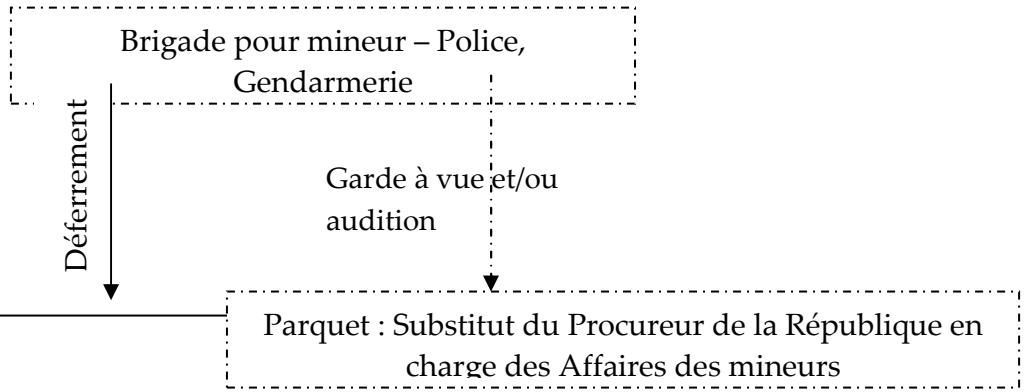 Brigade pour mineur – Police,
Gendarmerie
Déferrement
Garde à vue et/ou
audition
Parquet : Substitut du Procureur de la République en
charge des Affaires des mineurs